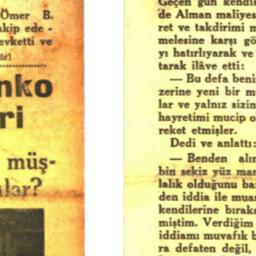 Ömer B.
akip ede -
evketti ve
nko
ri
müş-
lar?
Geçen gün kendi
de Alman maliyes
ret ve takdirimi m
melesine karşı gö
yı hatırlıyarak ve
tarak ilâve etti:
— Bu defa beni
zerine yeni bir mu
lar ve yalnız sizin
hayretimi mucip o
reket etmişler.
Dedi ve anlattı:
— Benden alın
bin sekiz yüz mar
lalık olduğunu ba
den iddia ile mua
kendilerine bırak
miştim. Verdiğim
iddiamı muvafık b
ra defaten değil,